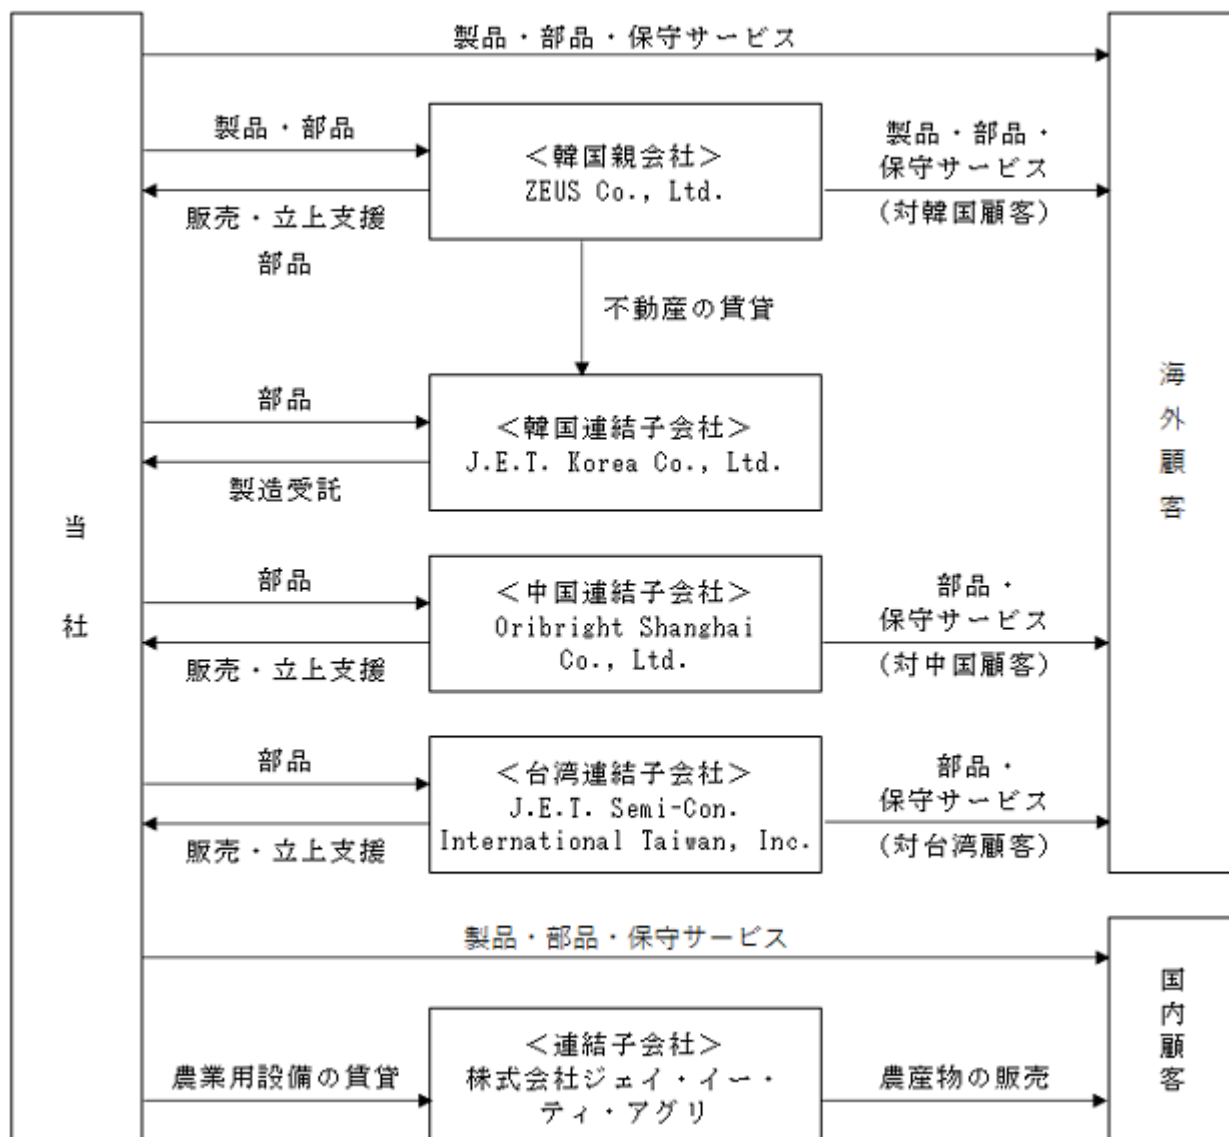 製品・部品・保守サービス
製品・部品
＜韓国親会社＞
ZEUS Co., Ltd.
製品・部品・
保守サービス
(対韓国顧客)
販売・立上支援
部品
不動産の賃貸
部品
＜韓国連結子会社＞
J.E.T. Korea Co., Ltd.
製造受託
当社
海外顧客
部品
＜中国連結子会社＞
Oribright Shanghai
Co., Ltd.
部品・
保守サービス
(対中国顧客)
販売・立上支援
部品
＜台湾連結子会社＞
J.E.T. Semi-Con.
International Taiwan, Inc.
部品・
保守サービス
(対台湾顧客)
販売・立上支援
製品・部品・保守サービス
国内顧客
農業用設備の賃貸
＜連結子会社＞
株式会社ジェイ・イー・
ティ・アグリ
農産物の販売